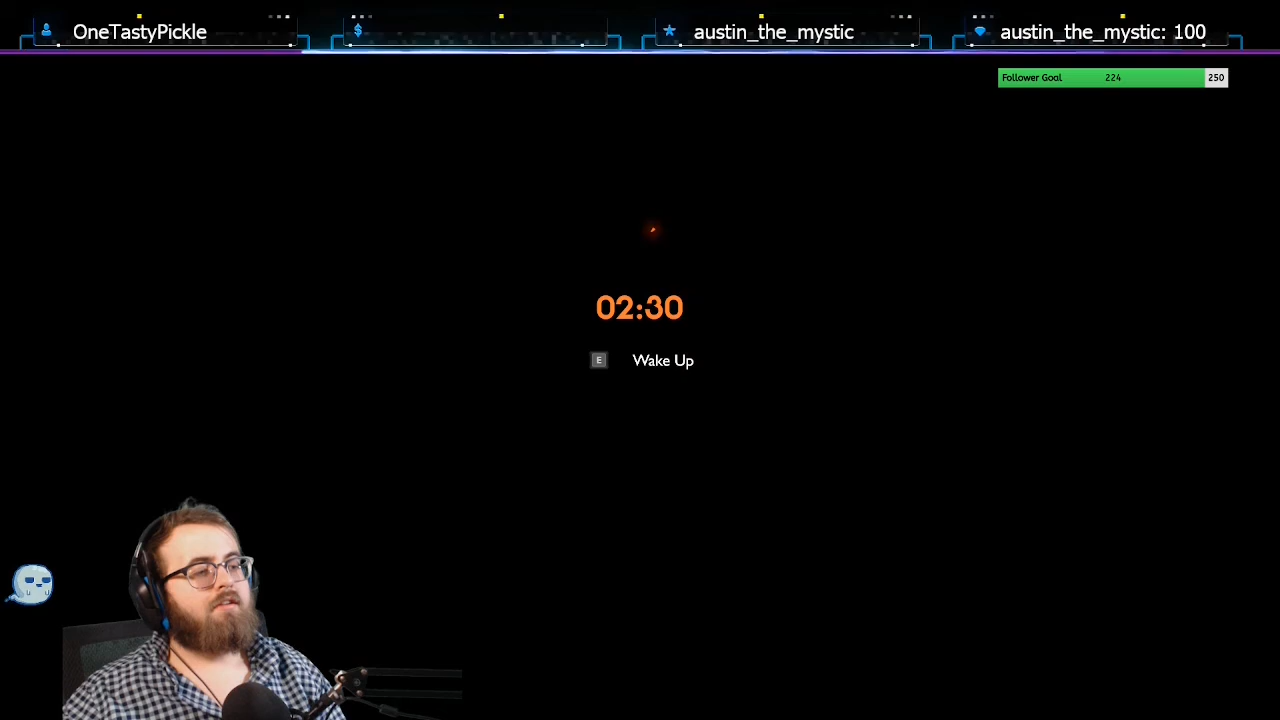 OneTastyPickle
$
austin_the_mystic
austin_the_mystic: 100
Follower Goal 224 250
02:30
E Wake Up